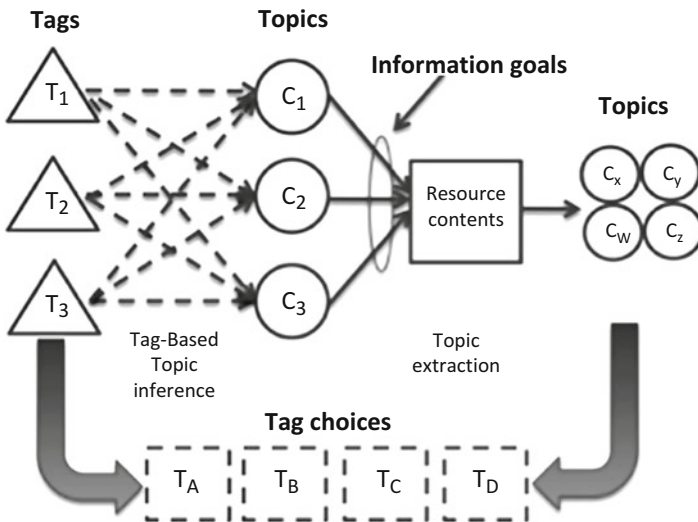 Tags
Topics
Information goals
Topics
T1
C1
T2
C2
Resource
contents
Cx
Cy
CW
Cz
T3
C3
Tag-Based
Topic
inference
Topic
extraction
Tag choices
TA
TB
TC
TD